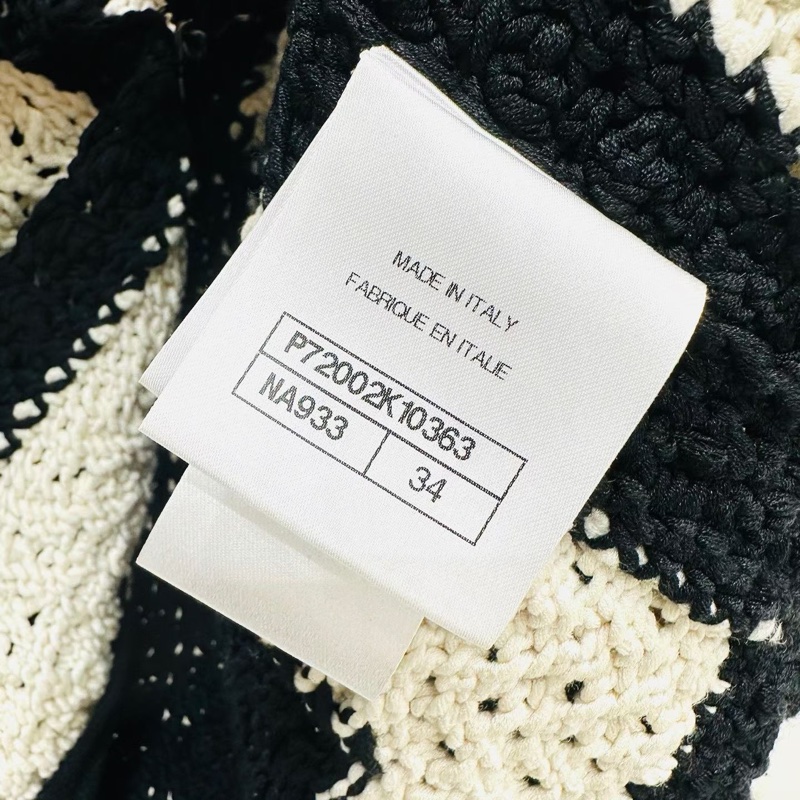 MADE IN ITALY
FABRIQUE EN ITALIE
P72002K10363
NA933
34